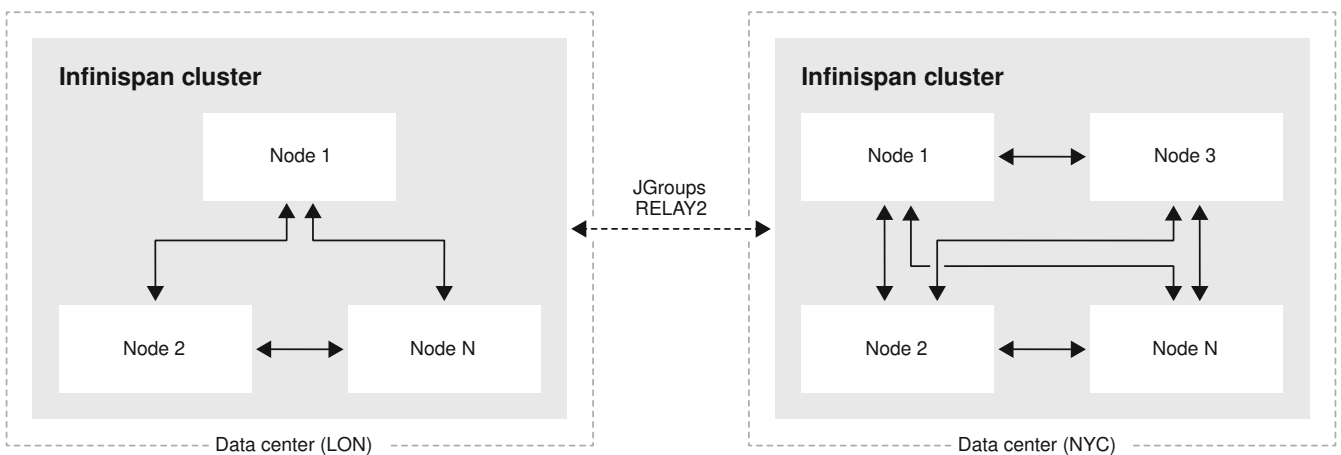 Infinispan cluster
Node 1
Node 2
Node N
Data center (LON)
JGroups
RELAY2
Infinispan cluster
Node 1
Node 3
Node 2
Node N
Data center (NYC)